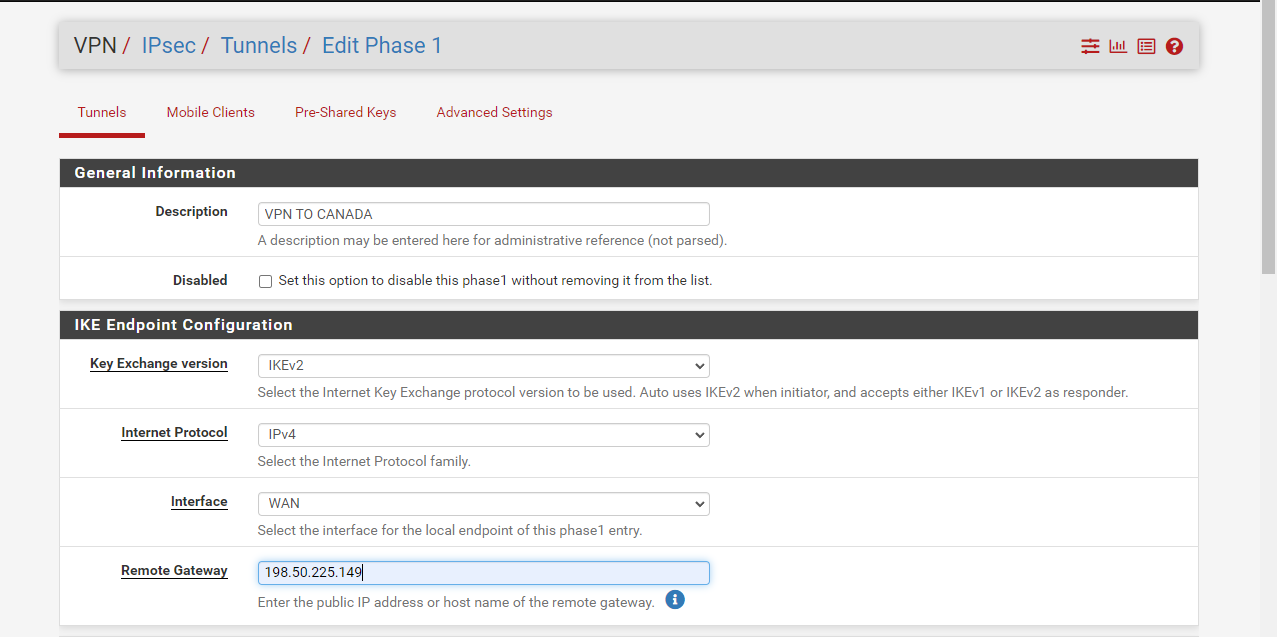 VPN / IPsec / Tunnels / Edit Phase 1
Tunnels Mobile Clients Pre-Shared Keys Advanced Settings
General Information
Description VPN TO CANADA
A description may be entered here for administrative reference (not parsed).
Disabled Set this option to disable this phase1 without removing it from the list.
IKE Endpoint Configuration
Key Exchange version IKEv2
Select the Internet Key Exchange protocol version to be used. Auto uses IKEv2 when initiator, and accepts either IKEv1 or IKEv2 as responder.
Internet Protocol IPv4
Select the Internet Protocol family.
Interface WAN
Select the interface for the local endpoint of this phase1 entry.
Remote Gateway 198.50.225.149
Enter the public IP address or host name of the remote gateway.